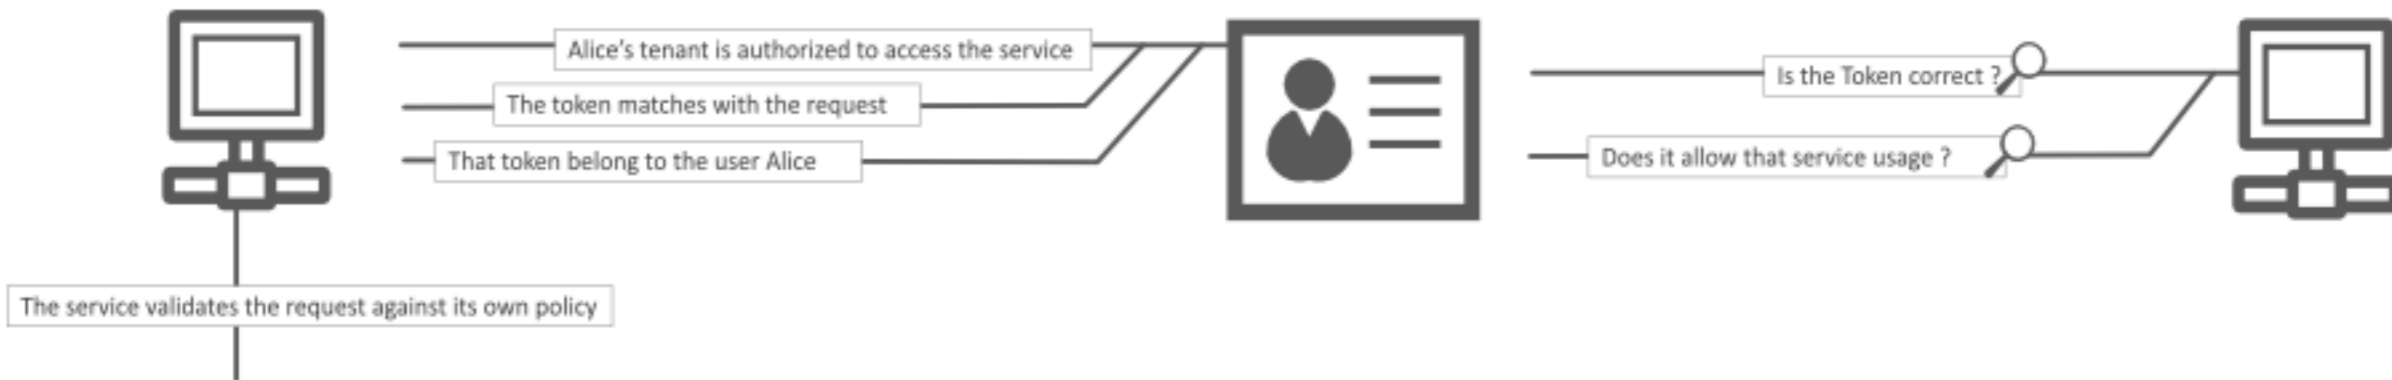 Alice's tenant is authorized to access the service
The token matches with the request
That token belong to the user Alice
Is the Token correct ?
Does it allow that service usage ?
The service validates the request against its own policy